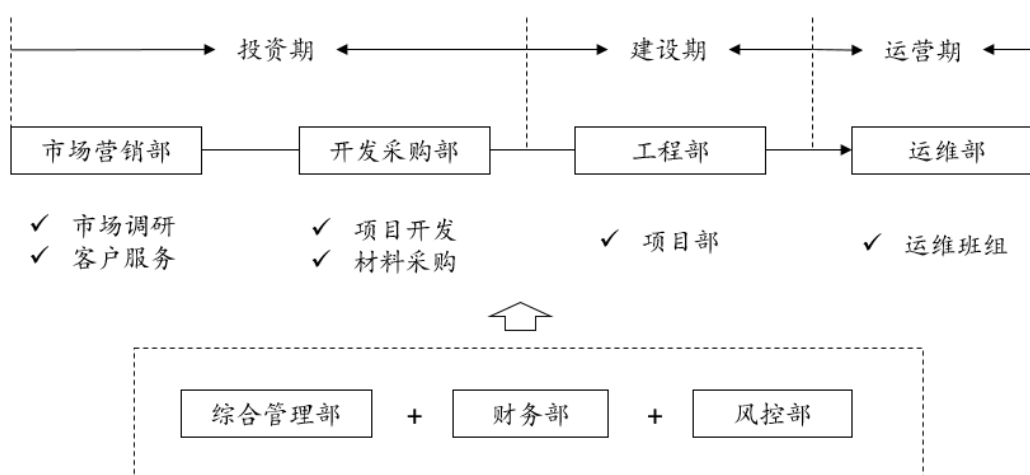 投资期 建设期 运营期
市场营销部 开发采购部 工程部 运维部
✓ 市场调研 ✓ 项目开发 ✓ 项目部 ✓ 运维班组
✓ 客户服务 ✓ 材料采购
综合管理部 + 财务部 + 风控部